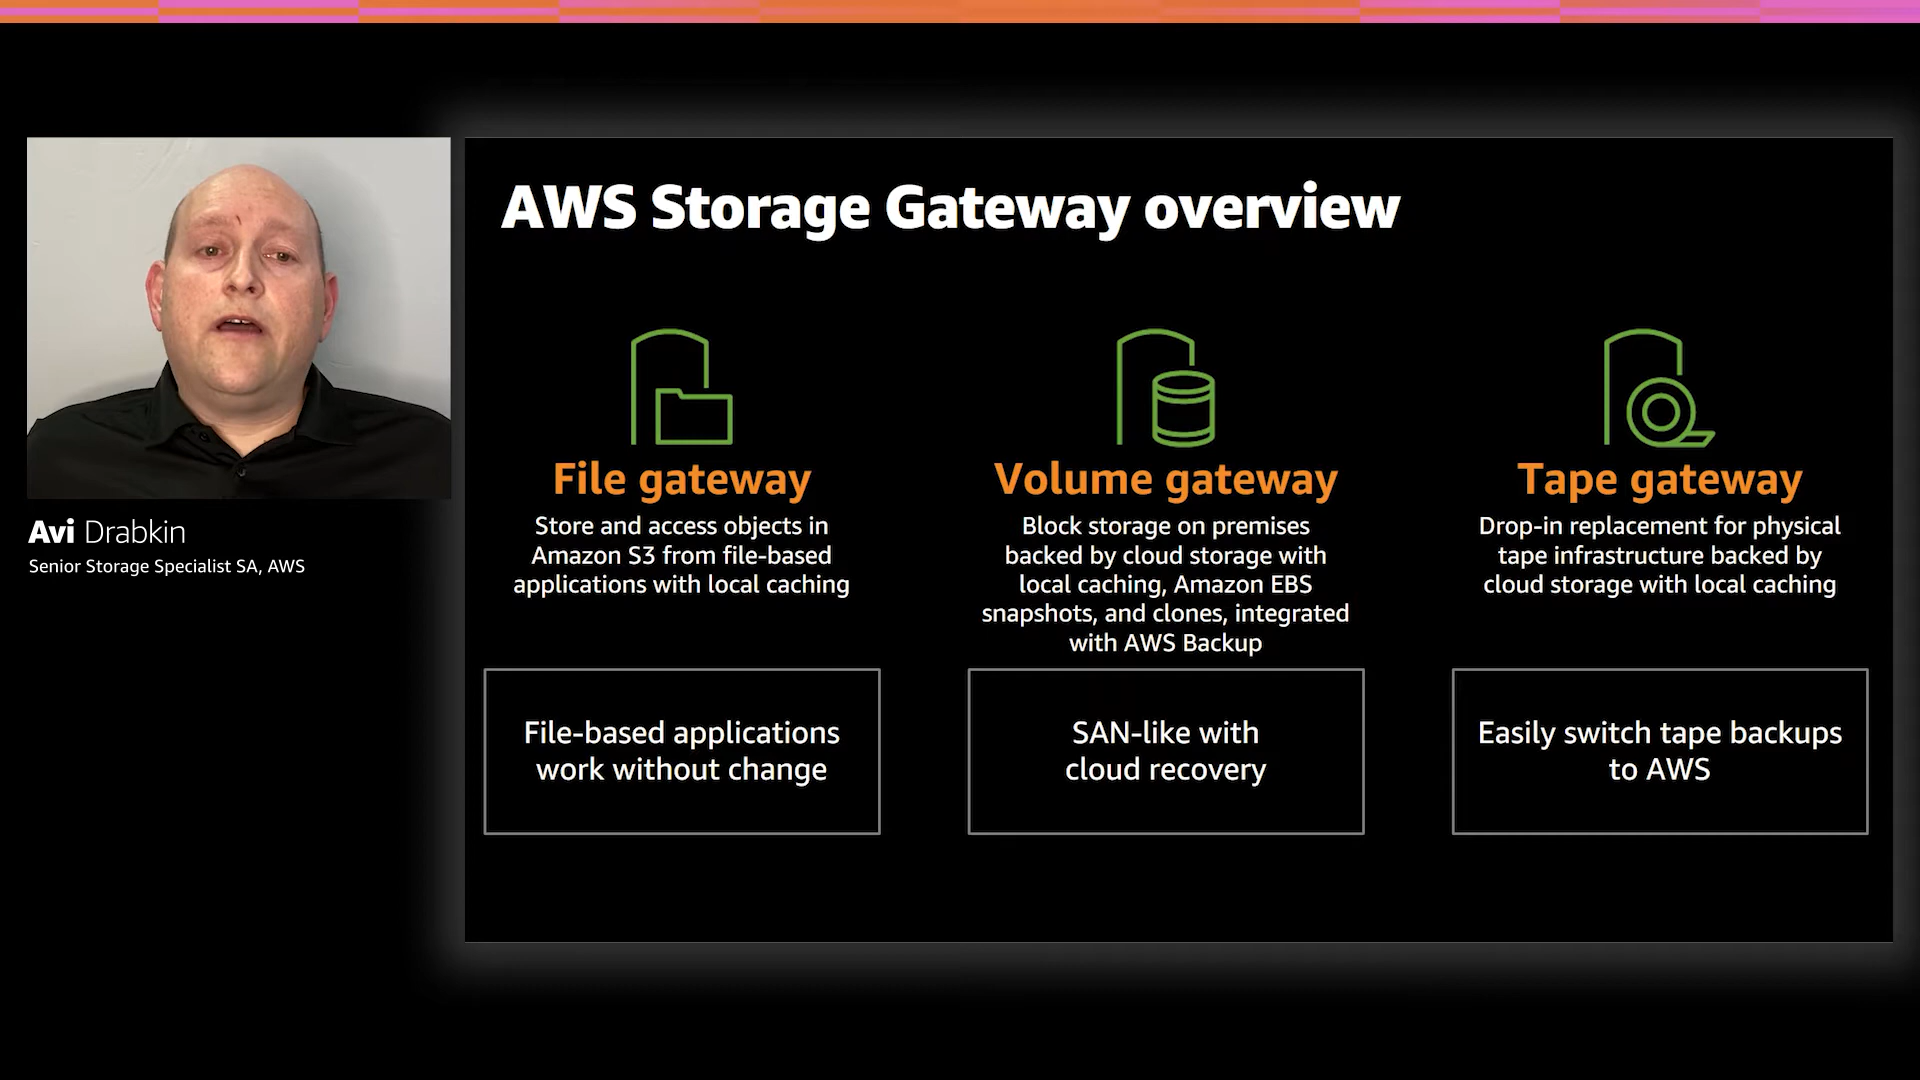 AWS Storage Gateway overview
Avi Drabkin
Senior Storage Specialist SA, AWS
File gateway
Store and access objects in
Amazon S3 from file-based
applications with local caching
File-based applications
work without change
Volume gateway
Block storage on premises
backed by cloud storage with
local caching, Amazon EBS
snapshots, and clones, integrated
with AWS Backup
SAN-like with
cloud recovery
Tape gateway
Drop-in replacement for physical
tape infrastructure backed by
cloud storage with local caching
Easily switch tape backups
to AWS